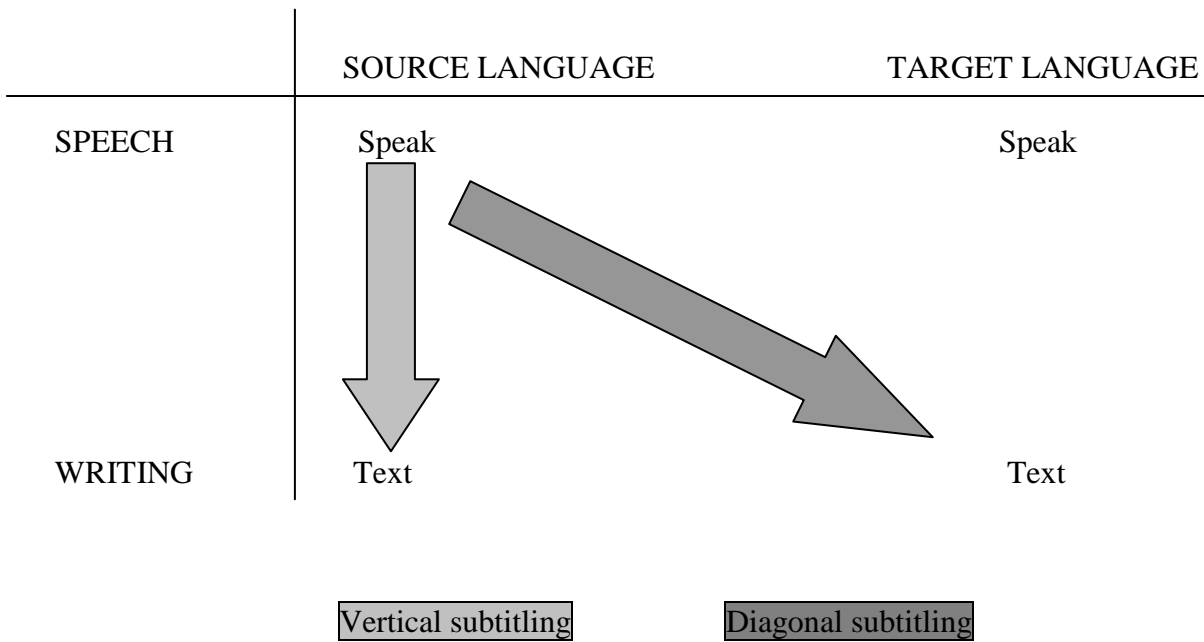 SOURCE LANGUAGE TARGET LANGUAGE
SPEECH Speak Speak
WRITING Text Text
Vertical subtitling Diagonal subtitling